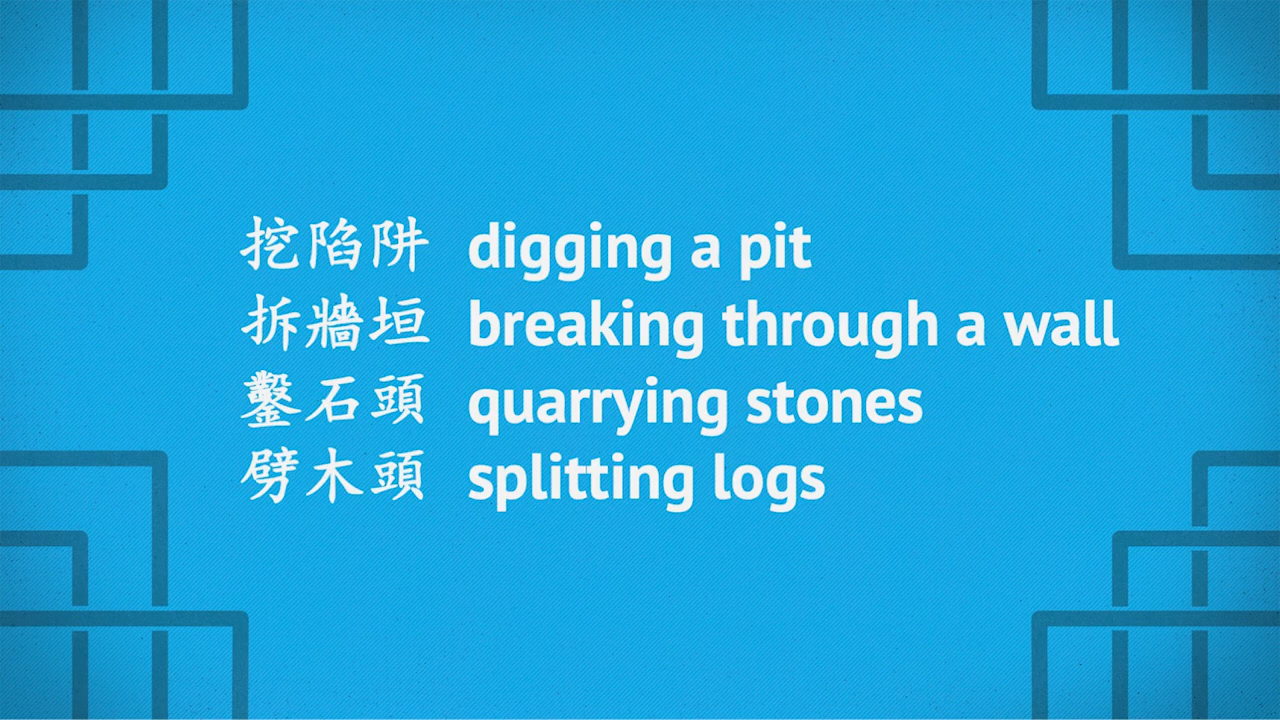 挖陷阱 digging a pit
拆牆垣 breaking through a wall
鑿石頭 quarrying stones
劈木頭 splitting logs